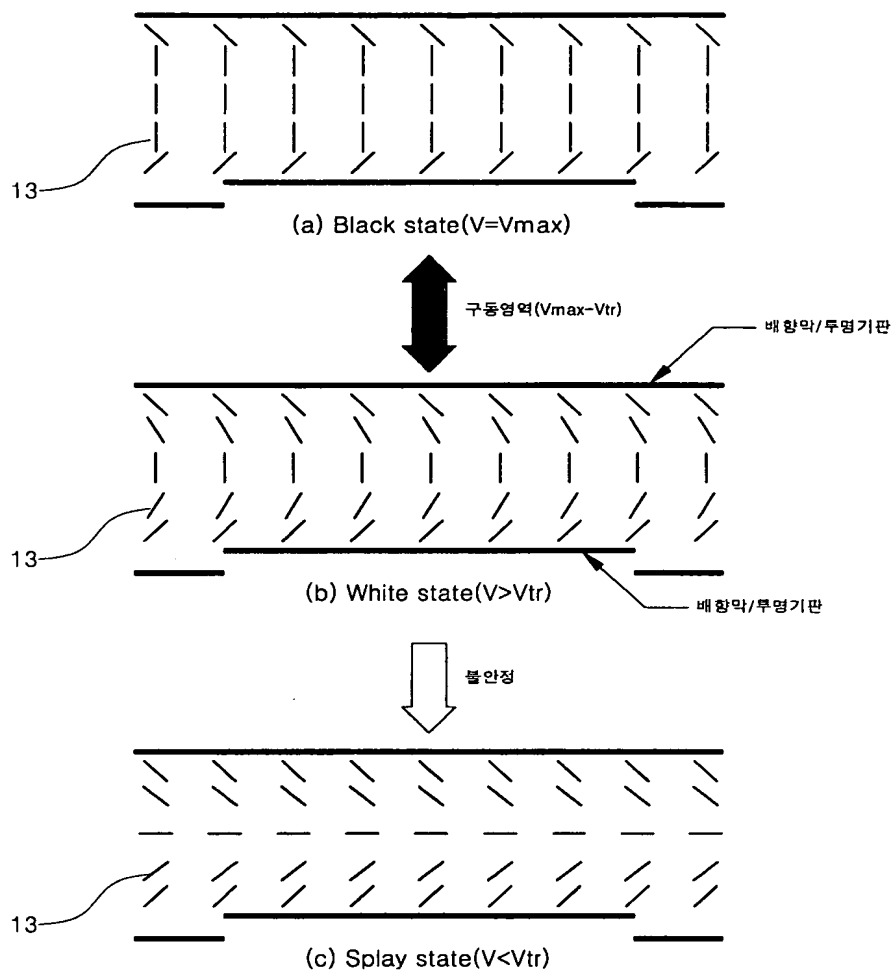 13
(a) Black state(V=Vmax)
구동영역(Vmax-Vtr)
배향막/투명기판
13
(b) White state(V>Vtr)
배향막/투명기판
불안정
13
(c) Splay state(V<Vtr)